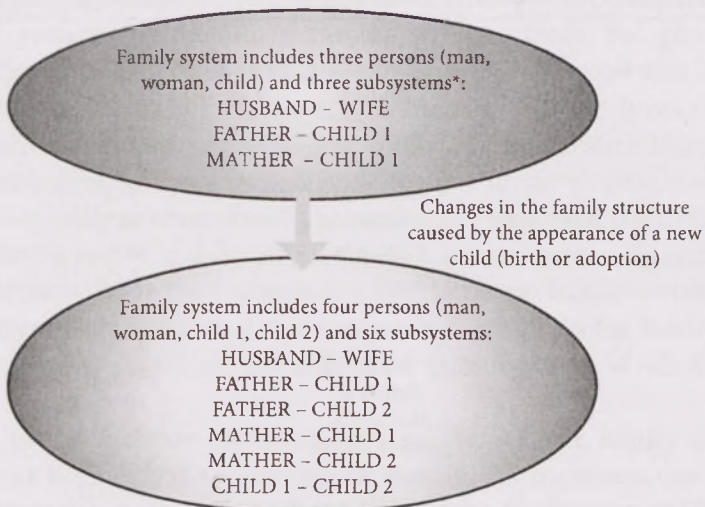 Family system includes three persons (man,
woman, child) and three subsystems*:
HUSBAND – WIFE
FATHER – CHILD 1
MATHER – CHILD 1
Changes in the family structure
caused by the appearance of a new
child (birth or adoption)
Family system includes four persons (man,
woman, child 1, child 2) and six subsystems:
HUSBAND – WIFE
FATHER – CHILD 1
FATHER – CHILD 2
MATHER – CHILD 1
MATHER – CHILD 2
CHILD 1 – CHILD 2